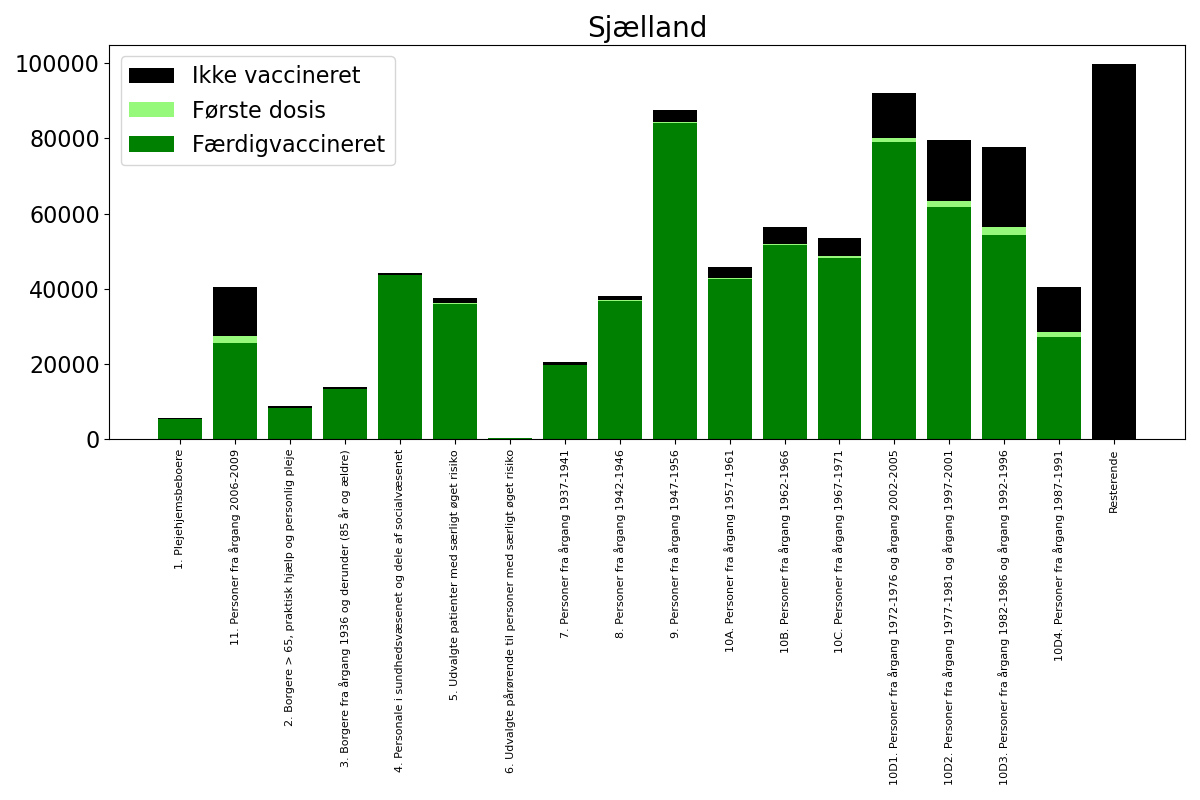 Sjælland
100000
80000
60000
40000
20000
0
Ikke vaccineret
Første dosis
Færdigvaccineret
1. Plejehjemsbeboere
11. Personer fra årgang 2006-2009
2. Borgere > 65, praktisk hjælp og personlig pleje
3. Borgere fra årgang 1936 og derunder (85 år og ældre)
4. Personale i sundhedsvæsenet og dele af socialvæsenet
5. Udvalgte patienter med særligt øget risiko
6. Udvalgte pårørende til personer med særligt øget risiko
7. Personer fra årgang 1937-1941
8. Personer fra årgang 1942-1946
9. Personer fra årgang 1947-1956
10A. Personer fra årgang 1957-1961
10B. Personer fra årgang 1962-1966
10C. Personer fra årgang 1967-1971
10D1. Personer fra årgang 1972-1976 og årgang 2002-2005
10D2. Personer fra årgang 1977-1981 og årgang 1997-2001
10D3. Personer fra årgang 1982-1986 og årgang 1992-1996
10D4. Personer fra årgang 1987-1991
Resterende